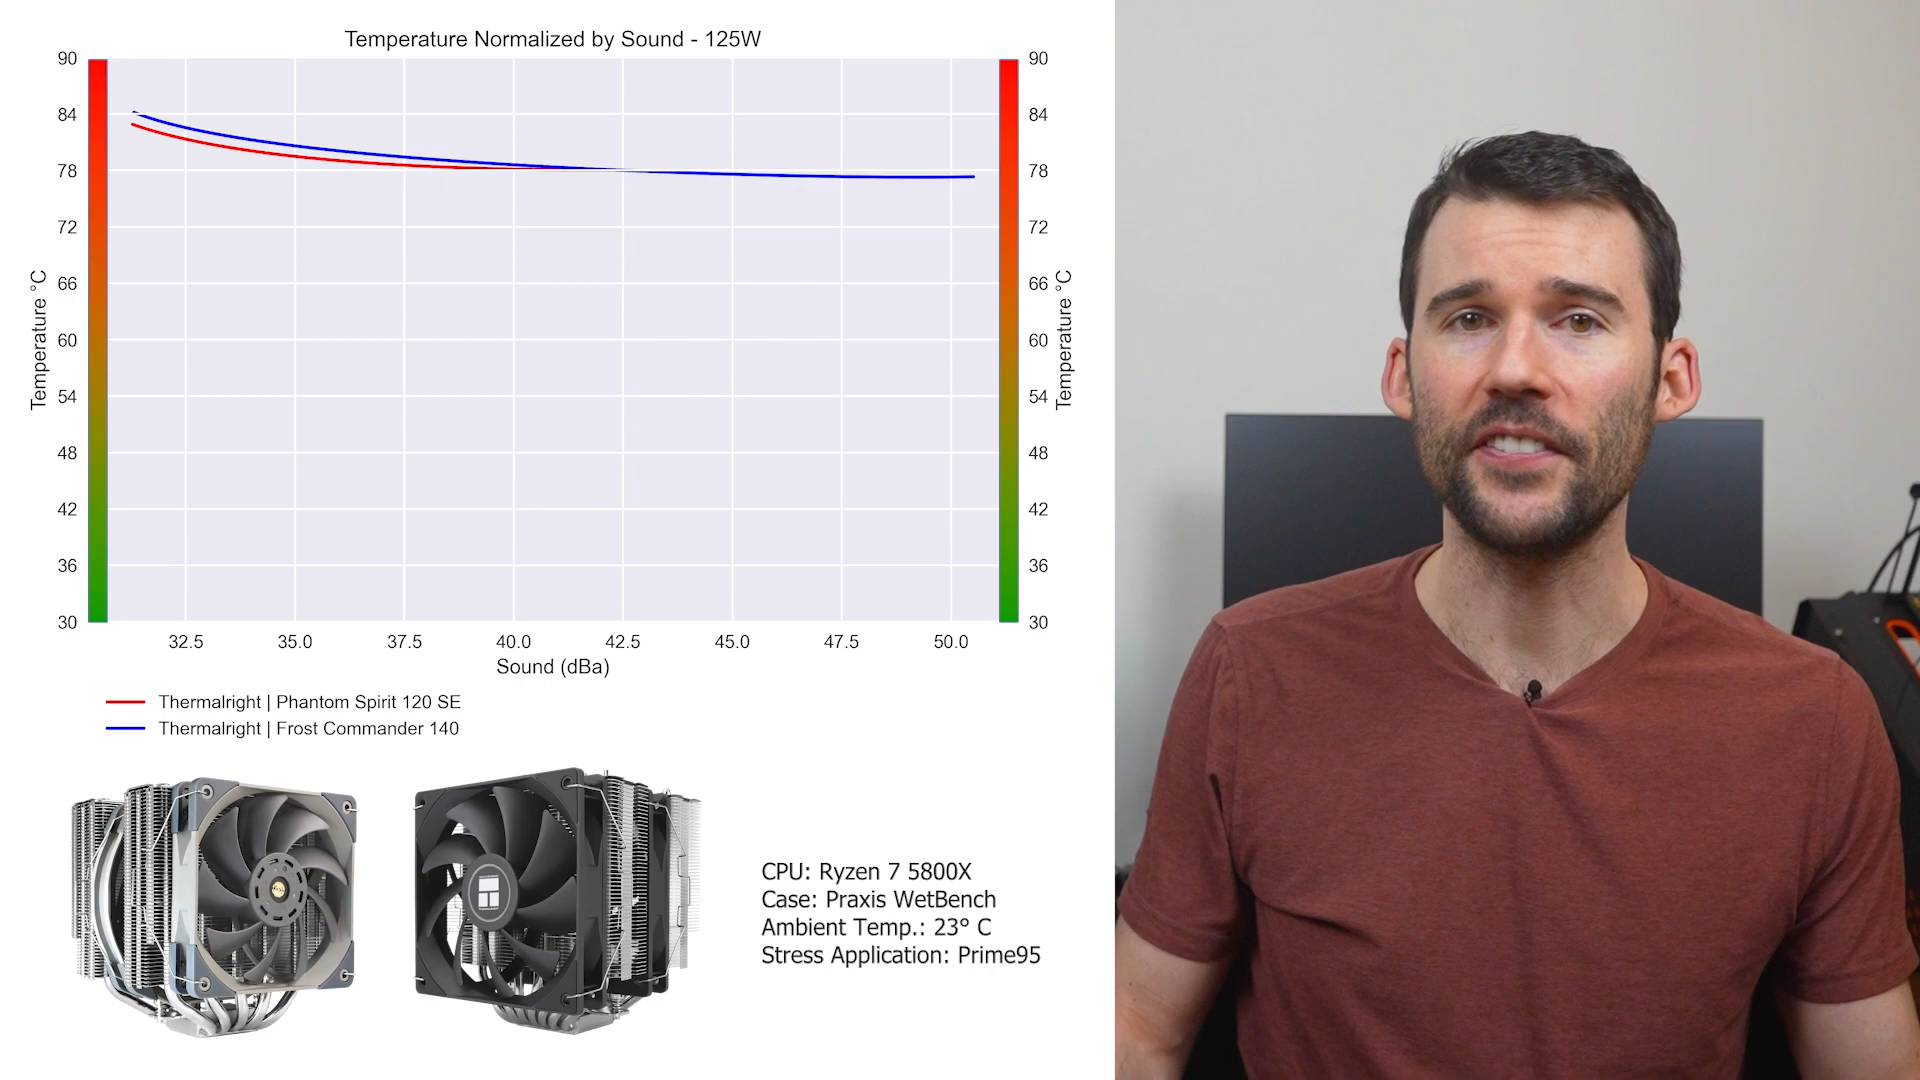 Temperature Normalized by Sound - 125W
90
84
78
72
66
60
54
48
42
36
30
Temperature °C
90
84
78
72
66
60
54
48
42
36
30
Temperature °C
32.5 35.0 37.5 40.0 42.5 45.0 47.5 50.0
Sound (dBa)
Thermalright | Phantom Spirit 120 SE
Thermalright | Frost Commander 140
CPU: Ryzen 7 5800X
Case: Praxis WetBench
Ambient Temp.: 23° C
Stress Application: Prime95